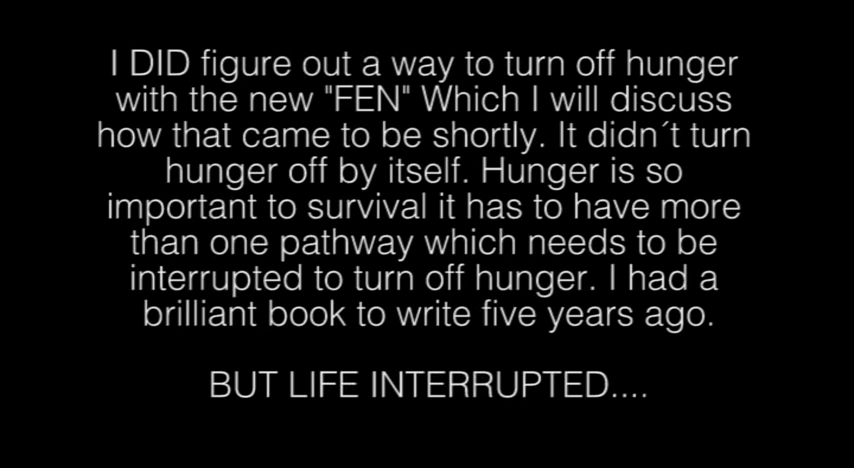 I DID figure out a way to turn off hunger
with the new "FEN" Which I will discuss
how that came to be shortly. It didn´t turn
hunger off by itself. Hunger is so
important to survival it has to have more
than one pathway which needs to be
interrupted to turn off hunger. I had a
brilliant book to write five years ago.
BUT LIFE INTERRUPTED....